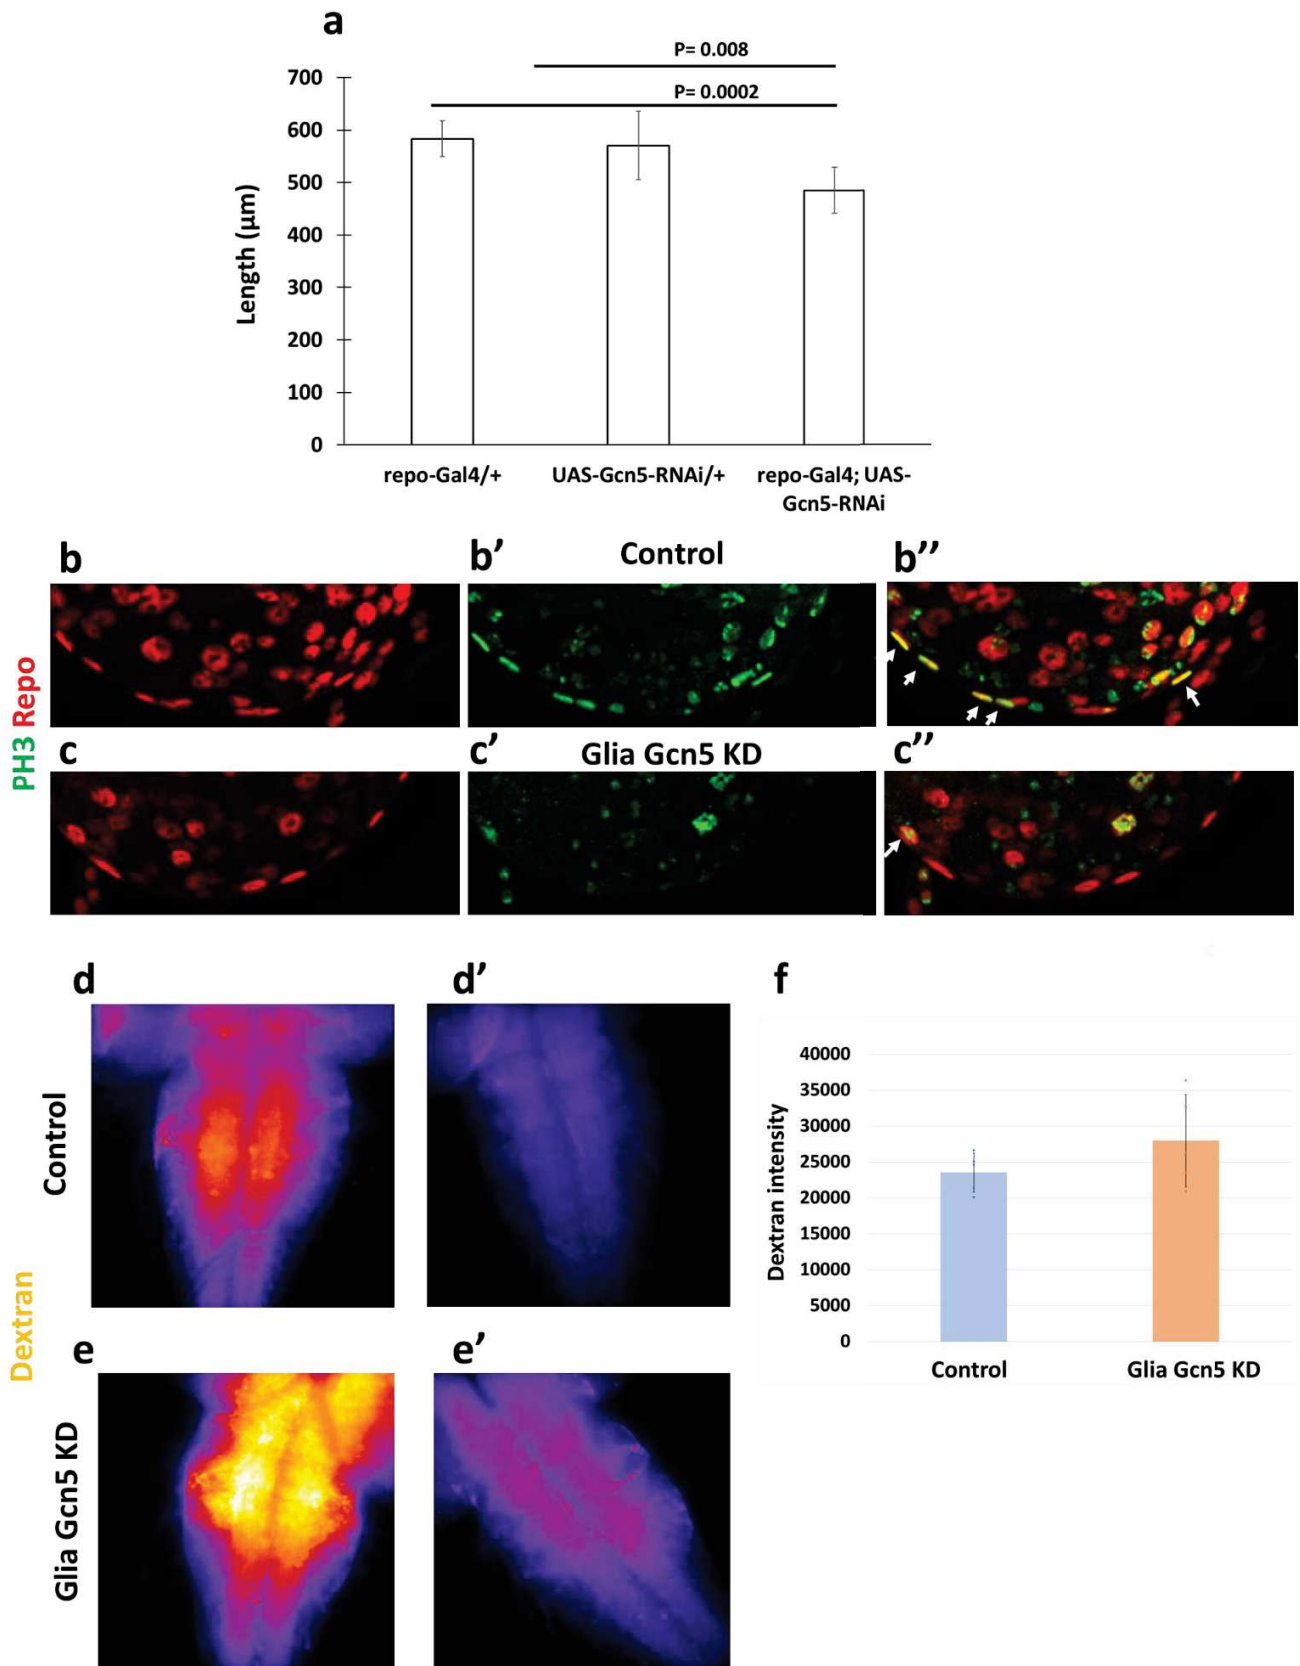 a
P= 0.008
P= 0.0002
700
600
500
400
300
200
100
0
Length (µm)
repo-Gal4/+
UAS-Gcn5-RNAi/+
repo-Gal4; UAS-
Gcn5-RNAi
b
b’
Control
b’’
PH3 Repo
c
c’
Glia Gcn5 KD
c’’
d
d’
f
Control
Dextran
e
e’
Glia Gcn5 KD
40000
35000
30000
25000
20000
15000
10000
5000
0
Dextran intensity
Control
Glia Gcn5 KD